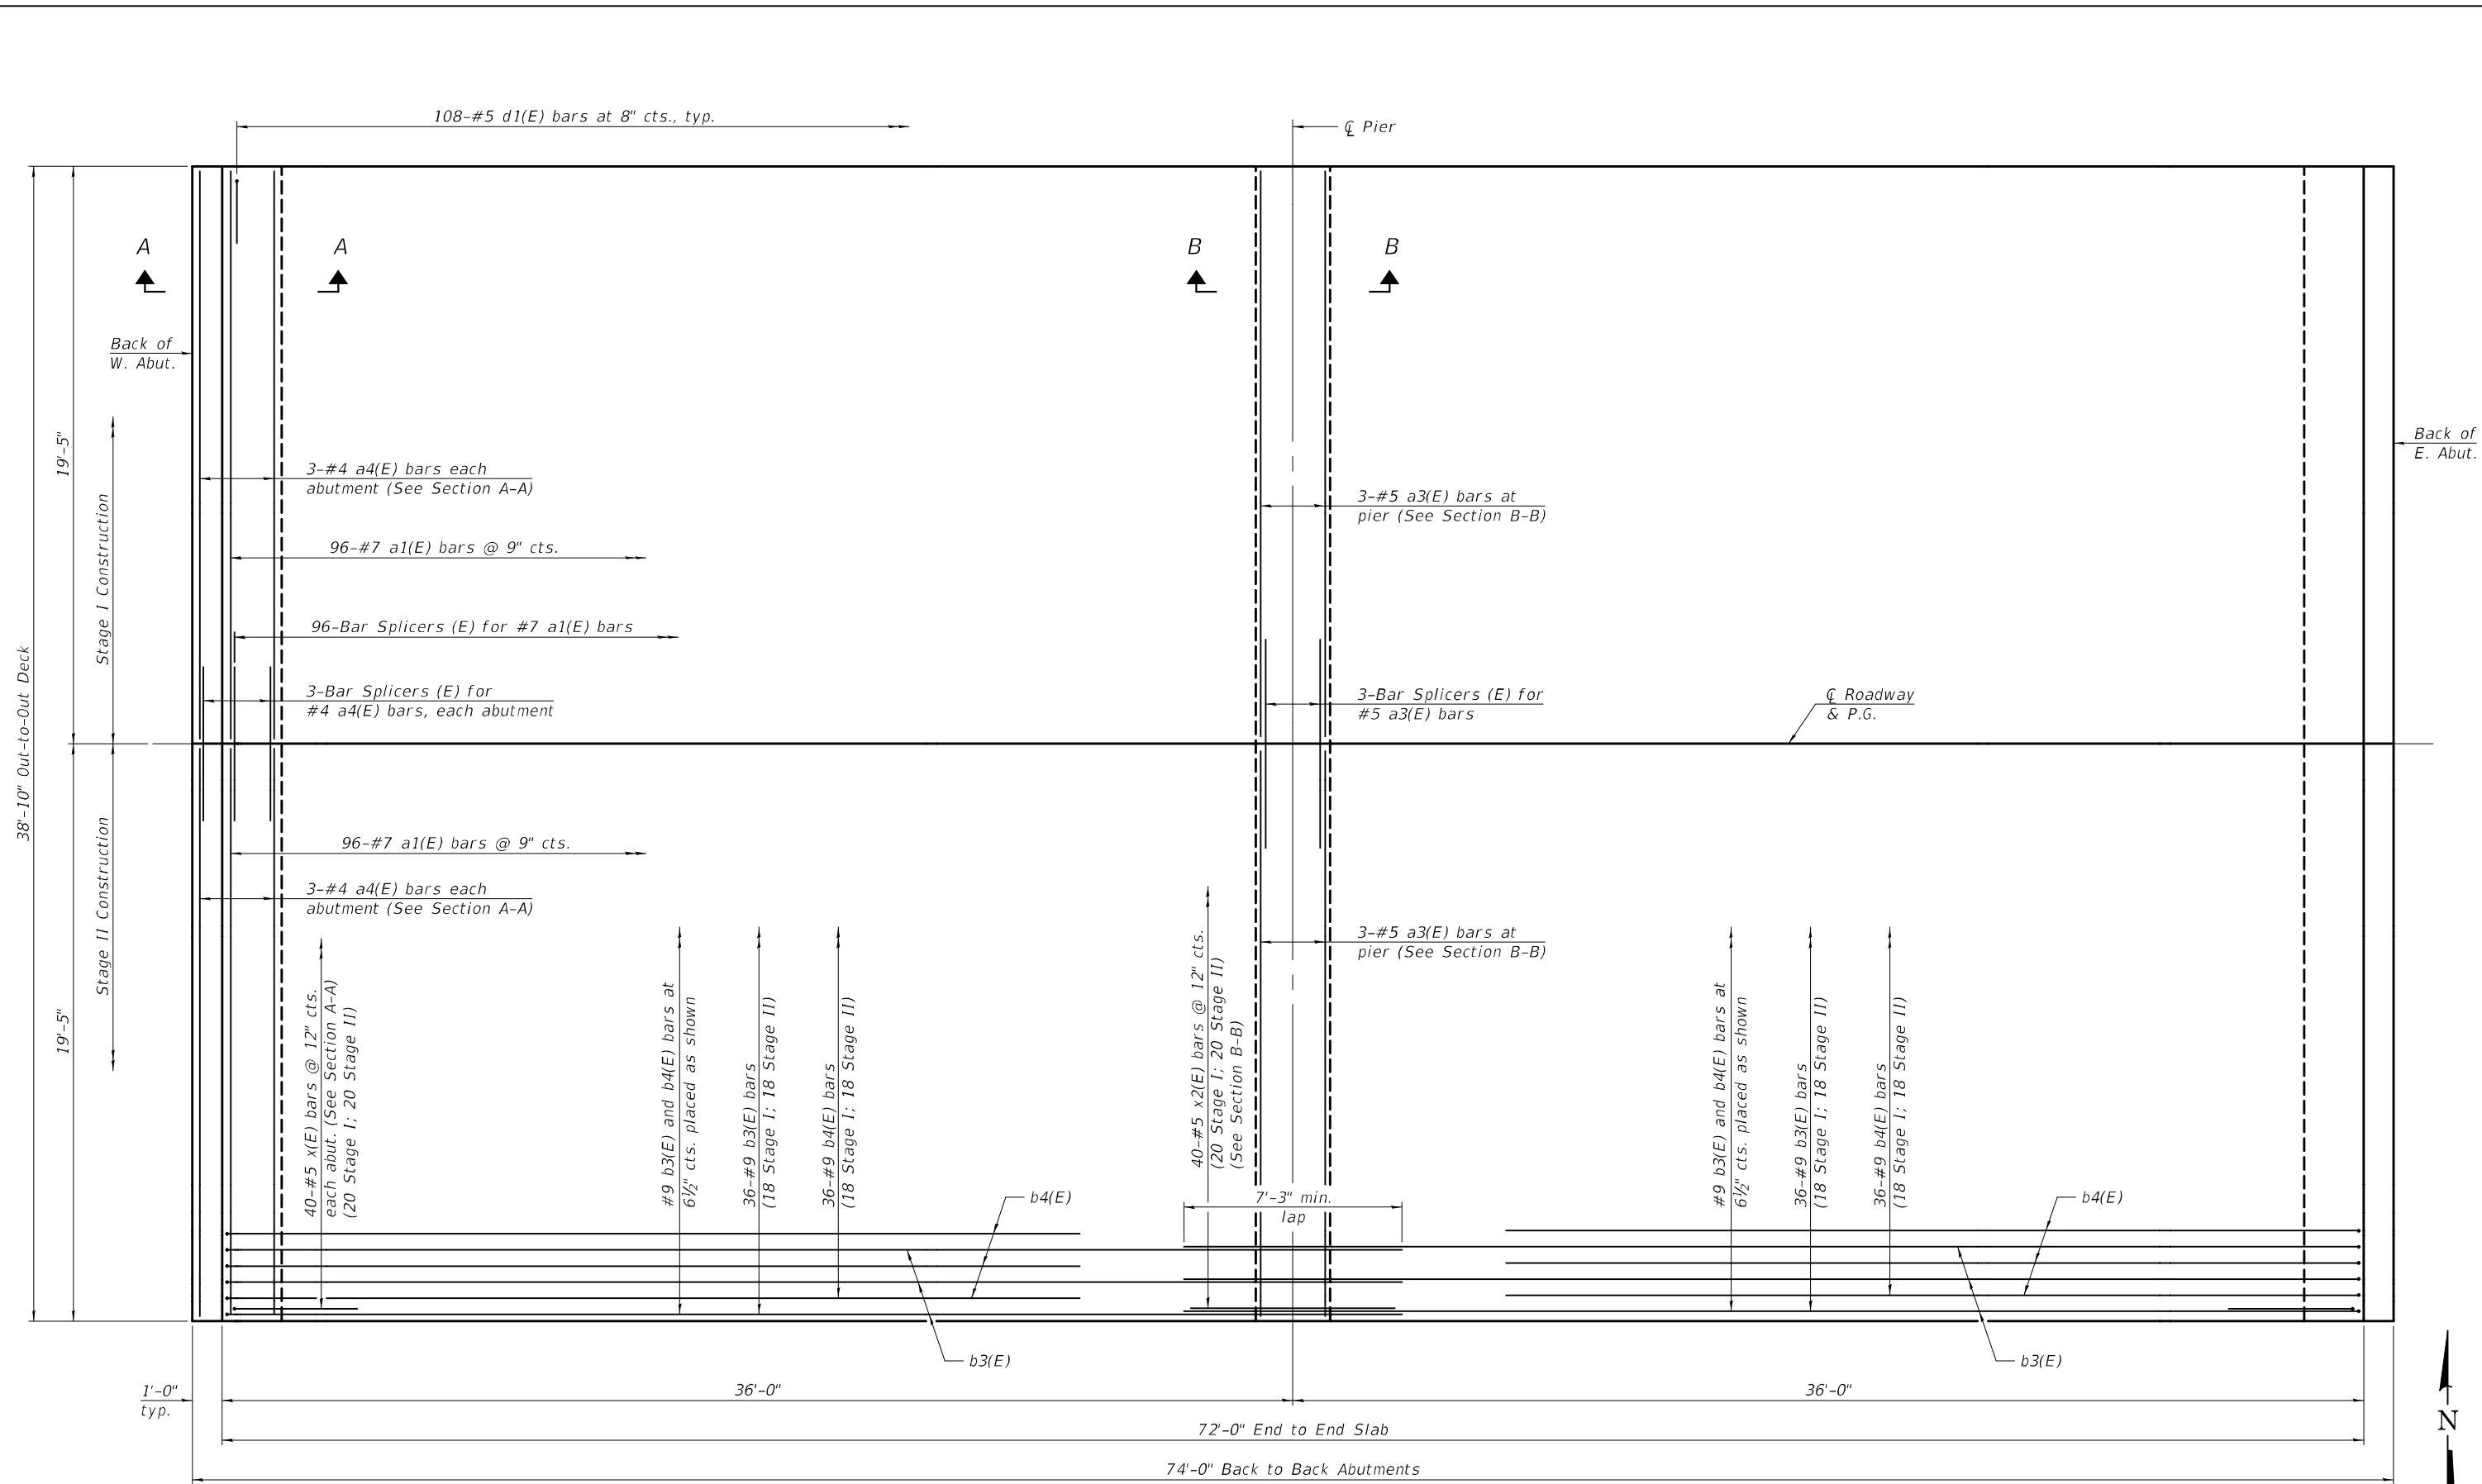 108-#5 d1(E) bars at 8" cts., typ.
℄ Pier
A
A
B
B
Back of
W. Abut.
Back of
E. Abut.
19'-5"
Stage I Construction
38'-10" Out-to-Out Deck
3-#4 a4(E) bars each
abutment (See Section A-A)
3-#5 a3(E) bars at
pier (See Section B-B)
96-#7 a1(E) bars @ 9" cts.
96-Bar Splicers (E) for #7 a1(E) bars
3-Bar Splicers (E) for
#4 a4(E) bars, each abutment
3-Bar Splicers (E) for
#5 a3(E) bars
℄ Roadway
& P.G.
19'-5"
Stage II Construction
96-#7 a1(E) bars @ 9" cts.
3-#4 a4(E) bars each
abutment (See Section A-A)
3-#5 a3(E) bars at
pier (See Section B-B)
40-#5 x(E) bars @ 12" cts.
each abut. (See Section A-A)
(20 Stage I; 20 Stage II)
#9 b3(E) and b4(E) bars at
6½" cts. placed as shown
36-#9 b3(E) bars
(18 Stage I; 18 Stage II)
36-#9 b4(E) bars
(18 Stage I; 18 Stage II)
40-#5 x2(E) bars @ 12" cts.
(20 Stage I; 20 Stage II)
(See Section B-B)
#9 b3(E) and b4(E) bars at
6½" cts. placed as shown
36-#9 b3(E) bars
(18 Stage I; 18 Stage II)
36-#9 b4(E) bars
(18 Stage I; 18 Stage II)
b4(E)
7'-3" min.
lap
b4(E)
b3(E)
b3(E)
1'-0"
typ.
36'-0"
36'-0"
72'-0" End to End Slab
74'-0" Back to Back Abutments
N